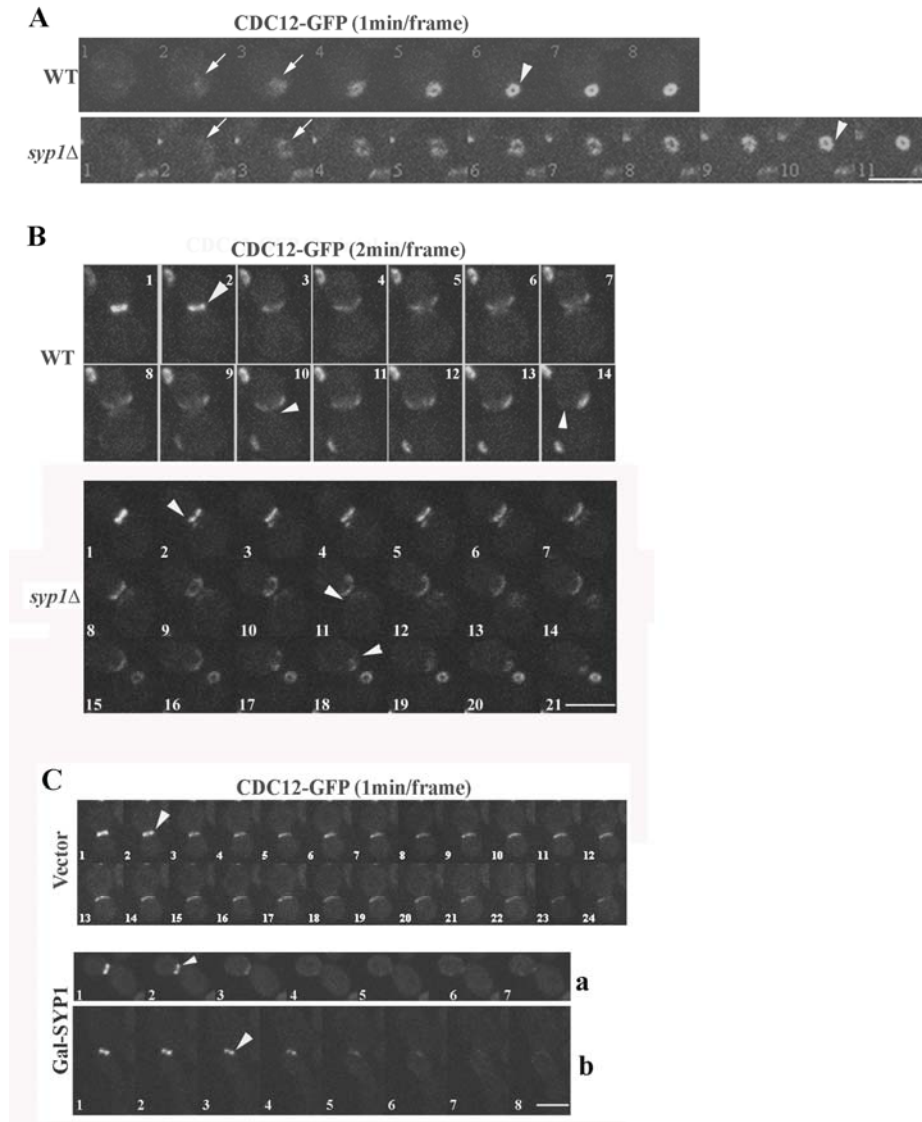 A
CDC12-GFP (1min/frame)
WT
1 2 3 4 5 6 7 8
syp1Δ
1 2 3 4 5 6 7 8 9 10 11
B
CDC12-GFP (2min/frame)
WT
1 2 3 4 5 6 7
8 9 10 11 12 13 14
syp1Δ
1 2 3 4 5 6 7
8 9 10 11 12 13 14
15 16 17 18 19 20 21
C
CDC12-GFP (1min/frame)
Vector
1 2 3 4 5 6 7 8 9 10 11 12
13 14 15 16 17 18 19 20 21 22 23 24
Gal-SYP1
1 2 3 4 5 6 7
a
1 2 3 4 5 6 7 8
b